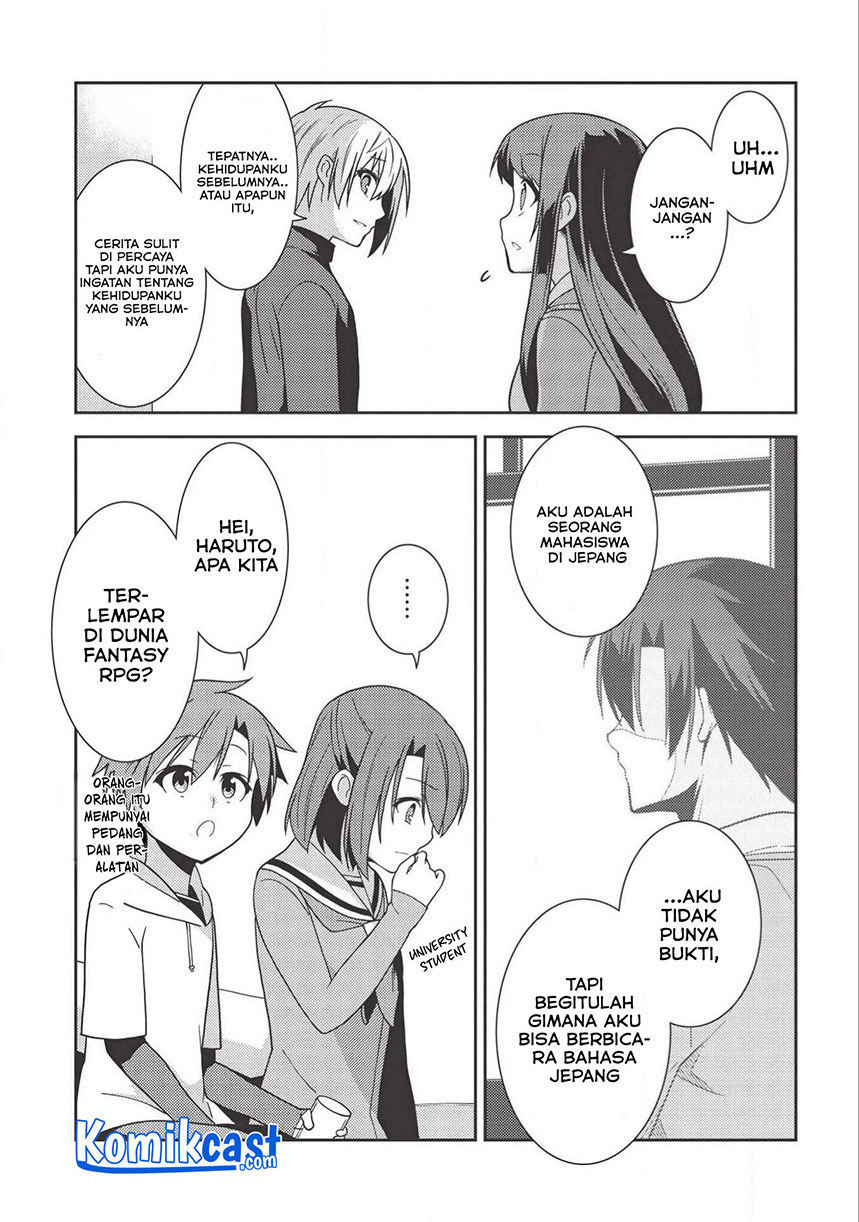 UH...
UHM
JANGAN-
JANGAN
...?
TEPATNYA..
KEHIDUPANKU
SEBELUMNYA..
ATAU APAPUN
ITU,
CERITA SULIT
DI PERCAYA
TAPI AKU PUNYA
INGATAN TENTANG
KEHIDUPANKU
YANG SEBELUM-
NYA
AKU ADALAH
SEORANG
MAHASISWA
DI JEPANG
...AKU
TIDAK
PUNYA
BUKTI,
TAPI
BEGITULAH
GIMANA AKU
BISA BERBICA-
RA BAHASA
JEPANG
......
HEI,
HARUTO,
APA KITA
TER-
LEMPAR
DI DUNIA
FANTASY
RPG?
ORANG-
ORANG ITU
MEMPUNYAI
PEDANG
DAN PER-
ALATAN
UNIVERSITY
STUDENT
Komikcast
.com